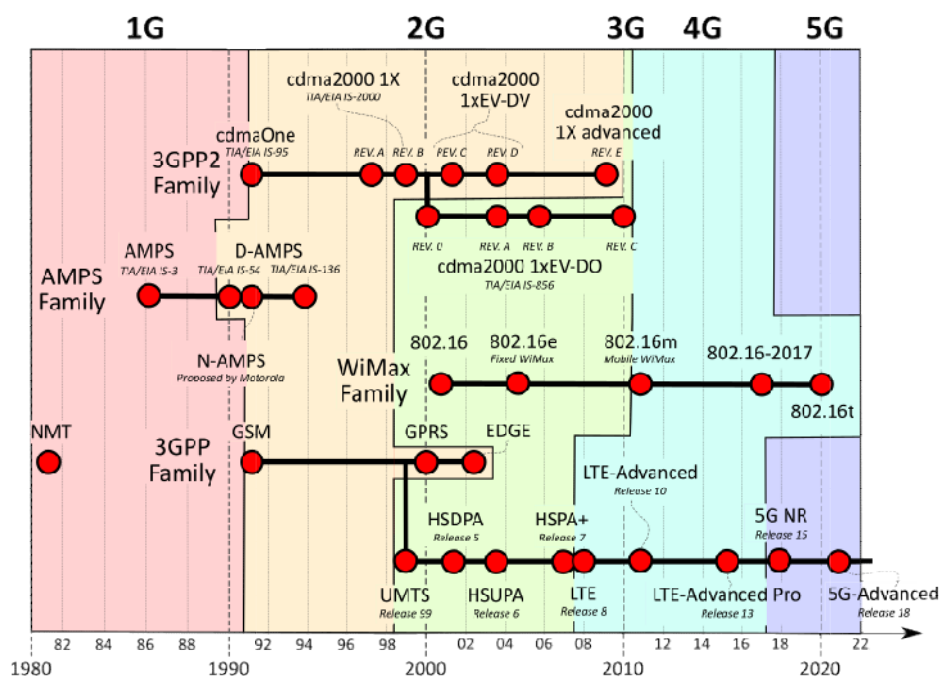 1G 2G 3G 4G 5G
cdma2000 1X
TIA/EIA IS-2000
cdma2000
1xEV-DV
cdma2000
1X advanced
cdmaOne
TIA/EIA IS-95
REV. A REV. B REV. C REV. D REV. E
3GPP2
Family
REV. 0 REV. A REV. B REV. C
cdma2000 1xEV-DO
TIA/EIA IS-856
AMPS
TIA/EIA IS-3
D-AMPS
TIA/EIA IS-54 TIA/EIA IS-136
AMPS
Family
N-AMPS
Proposed by Motorola
802.16
802.16e
Fixed WiMax
802.16m
Mobile WiMax
802.16-2017
WiMax
Family
802.16t
NMT
GSM
GPRS
EDGE
3GPP
Family
LTE-Advanced
Release 10
HSDPA
Release 5
HSPA+
Release 7
5G NR
Release 15
UMTS
Release 99
HSUPA
Release 6
LTE
Release 8
LTE-Advanced Pro
Release 13
5G-Advanced
Release 18
82 84 86 88 92 94 96 98 02 04 06 08 12 14 16 18 22
1980 1990 2000 2010 2020